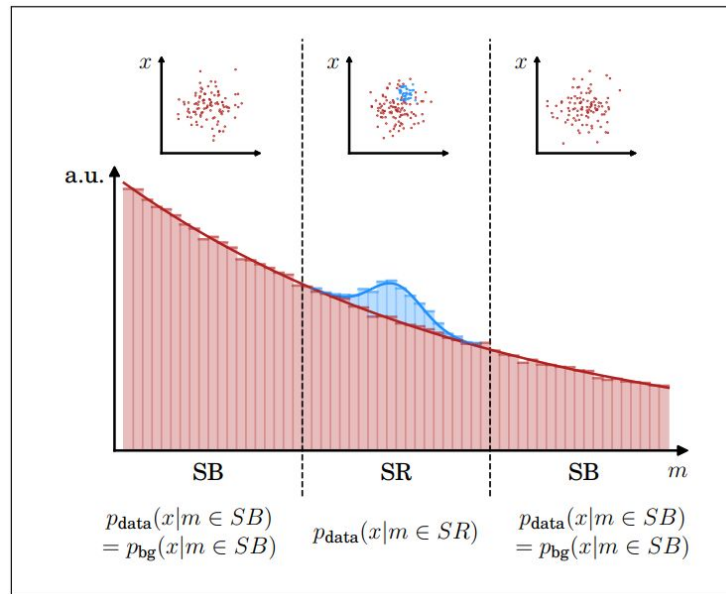 x
x
x
a.u.
SB
SR
SB
m
p_data(x|m ∈ SB)
= p_bg(x|m ∈ SB)
p_data(x|m ∈ SR)
p_data(x|m ∈ SB)
= p_bg(x|m ∈ SB)